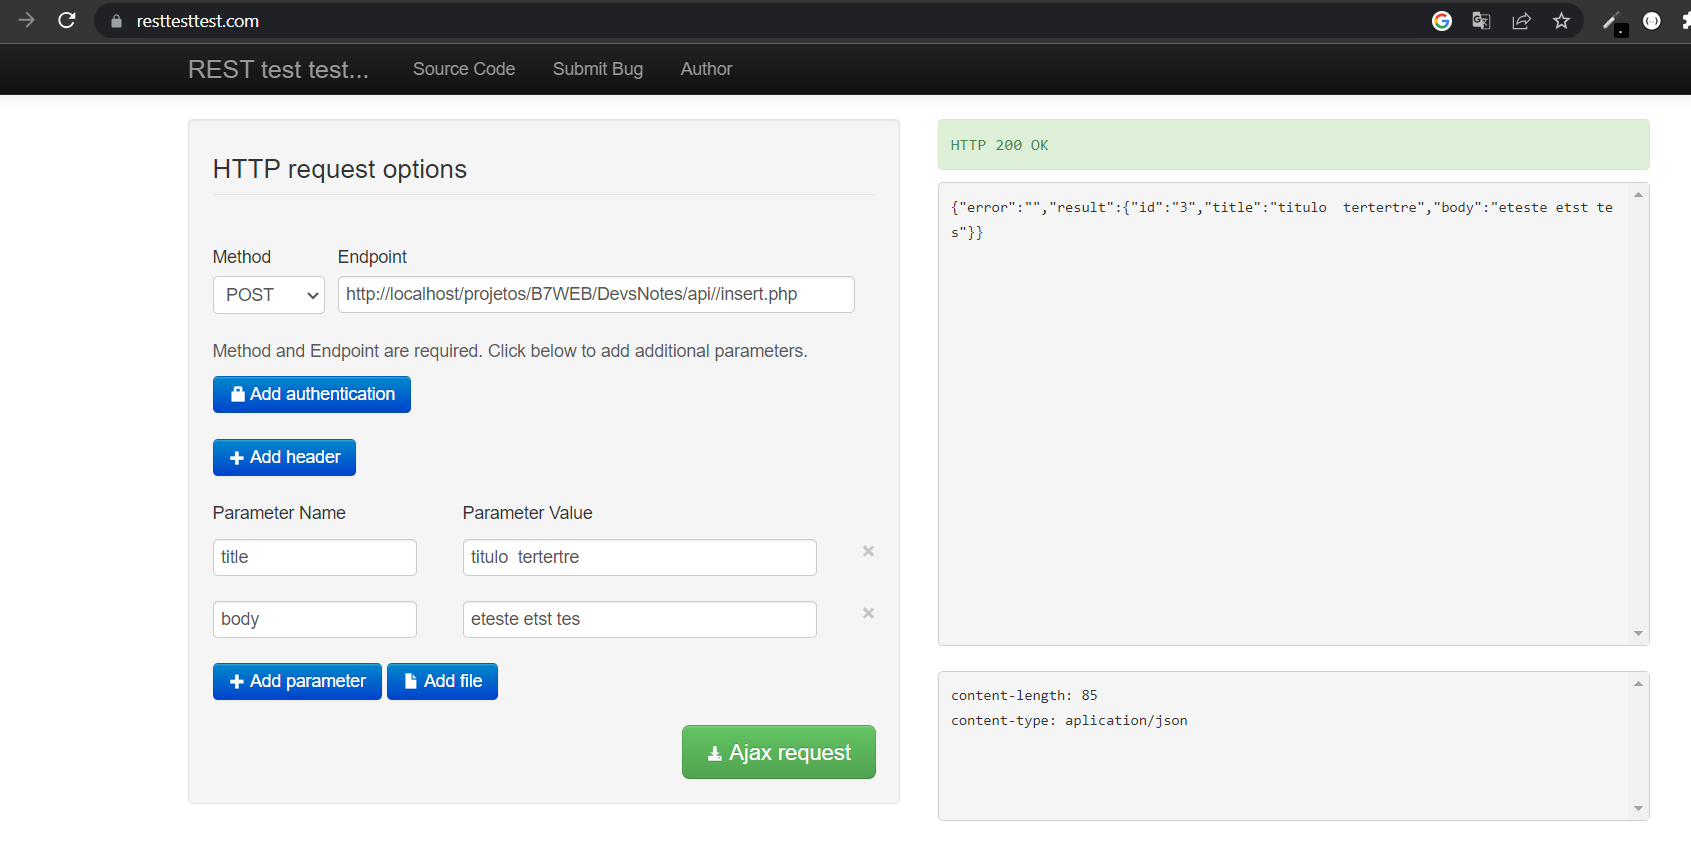 resttesttest.com
REST test test... Source Code Submit Bug Author
HTTP request options
Method Endpoint
POST http://localhost/projetos/B7WEB/DevsNotes/api//insert.php
Method and Endpoint are required. Click below to add additional parameters.
Add authentication
Add header
Parameter Name Parameter Value
title titulo  tertertre ×
body eteste etst tes ×
Add parameter Add file
Ajax request
HTTP 200 OK
{"error":"","result":{"id":"3","title":"titulo  tertertre","body":"eteste etst te
s"}}
content-length: 85
content-type: aplication/json